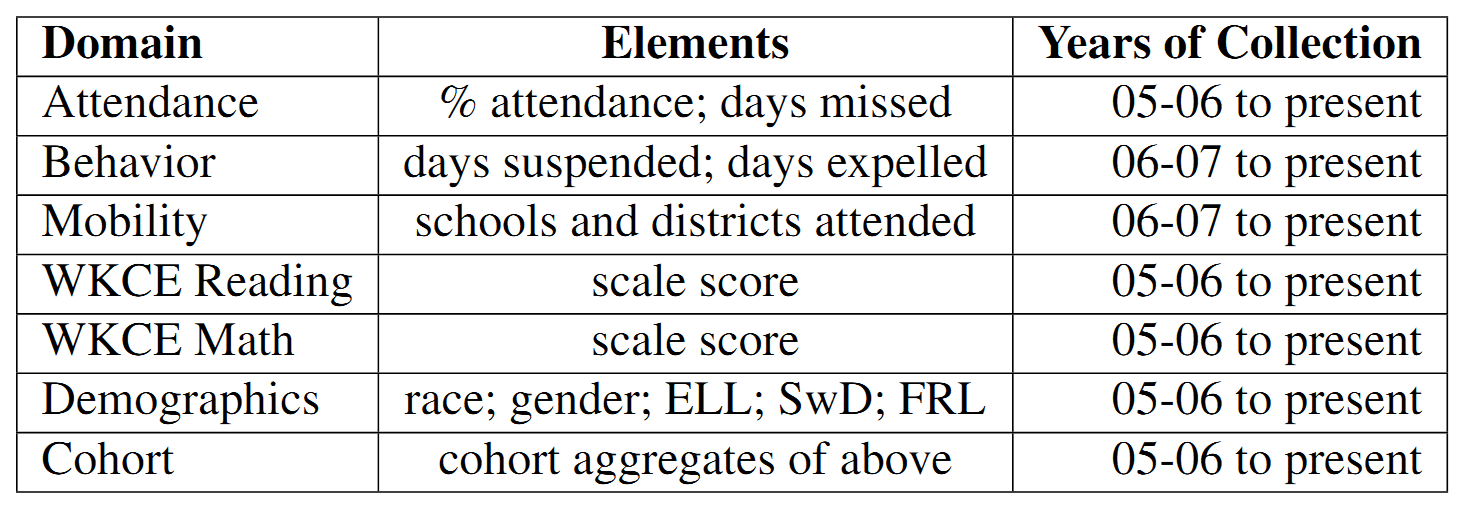 Domain Elements Years of Collection
Attendance % attendance; days missed 05-06 to present
Behavior days suspended; days expelled 06-07 to present
Mobility schools and districts attended 06-07 to present
WKCE Reading scale score 05-06 to present
WKCE Math scale score 05-06 to present
Demographics race; gender; ELL; SwD; FRL 05-06 to present
Cohort cohort aggregates of above 05-06 to present